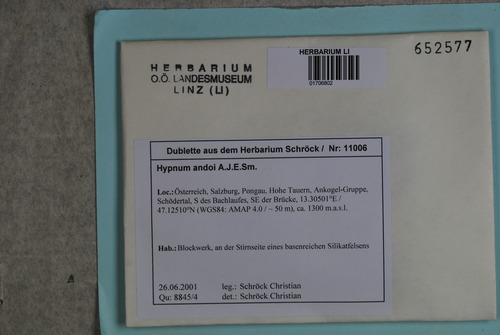 HERBARIUM
O.Ö. LANDESMUSEUM
LINZ (LI)
HERBARIUM LI
01706802
652577
Dublette aus dem Herbarium Schröck / Nr: 11006
Hypnum andoi A.J.E.Sm.
Loc.:Österreich, Salzburg, Pongau, Hohe Tauern, Ankogel-Gruppe,
Schödertal, S des Bachlaufes, SE der Brücke, 13.30501°E /
47.12510°N (WGS84: AMAP 4.0 / ~ 50 m), ca. 1300 m.a.s.l.
Hab.: Blockwerk, an der Stirnseite eines basenreichen Silikatfelsens
26.06.2001 leg.: Schröck Christian
Qu: 8845/4 det.: Schröck Christian